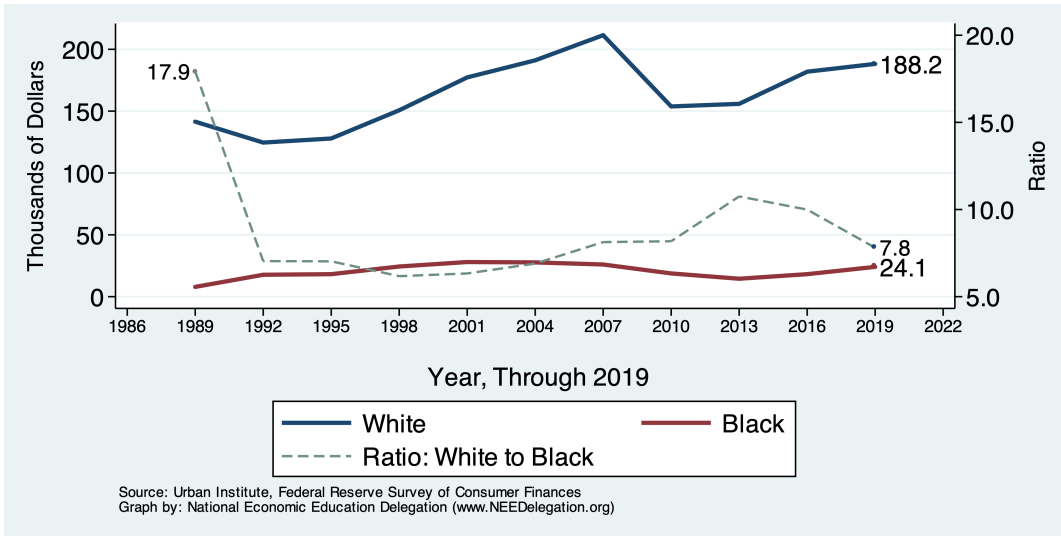 Thousands of Dollars
200
150
100
50
0
17.9
188.2
7.8
24.1
20.0
15.0
10.0
5.0
Ratio
1986 1989 1992 1995 1998 2001 2004 2007 2010 2013 2016 2019 2022
Year, Through 2019
White Black
Ratio: White to Black
Source: Urban Institute, Federal Reserve Survey of Consumer Finances
Graph by: National Economic Education Delegation (www.NEEDelegation.org)